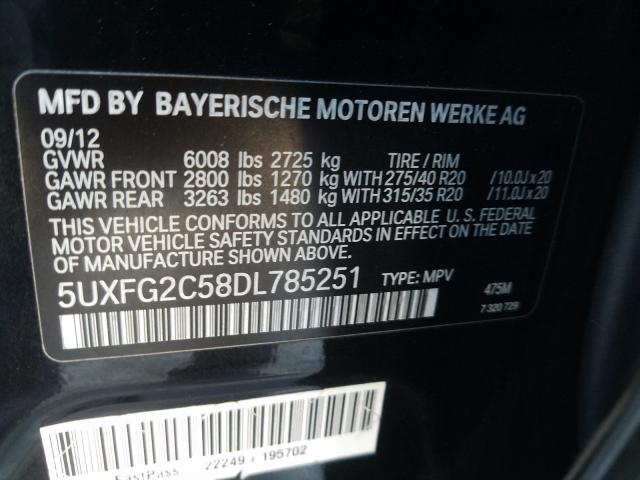 MFD BY BAYERISCHE MOTOREN WERKE AG
09/12
GVWR 6008 lbs 2725 kg TIRE / RIM
GAWR FRONT 2800 lbs 1270 kg WITH 275/40 R20 /10.0J x 20
GAWR REAR 3263 lbs 1480 kg WITH 315/35 R20 /11.0J x 20
THIS VEHICLE CONFORMS TO ALL APPLICABLE U. S. FEDERAL
MOTOR VEHICLE SAFETY STANDARDS IN EFFECT ON THE DATE
OF MANUFACTURE SHOWN ABOVE.
5UXFG2C58DL785251 TYPE: MPV 475M
7 320 729
EastPass 22249 + 195702